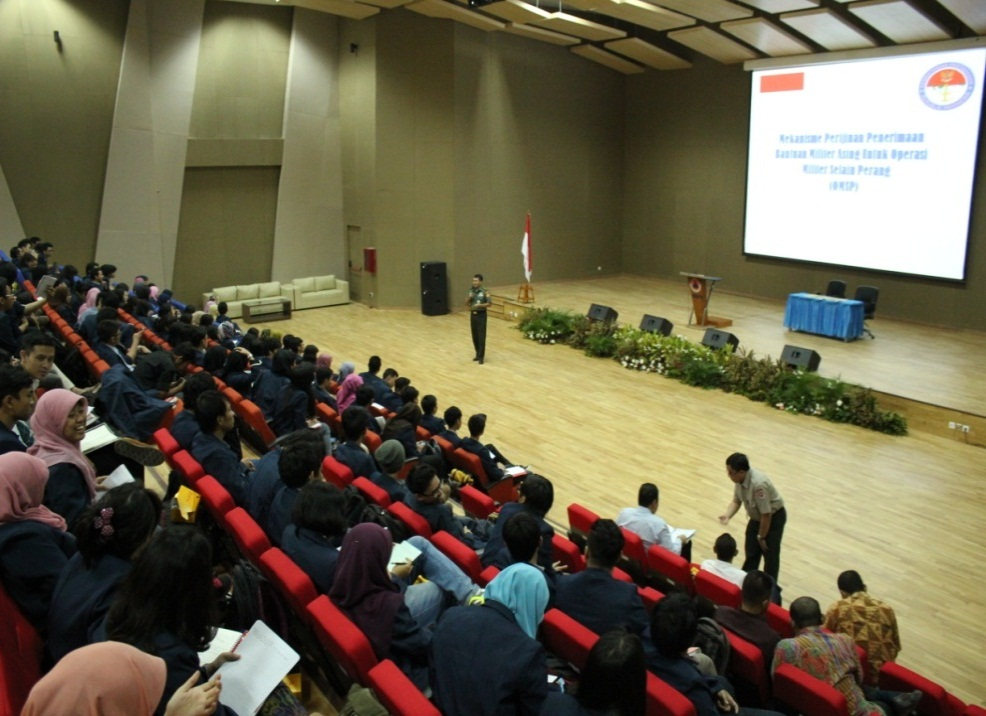 Mekanisme Perijinan Penerimaan
Bantuan Militer Asing Untuk Operasi
Militer Selain Perang
(OMSP)